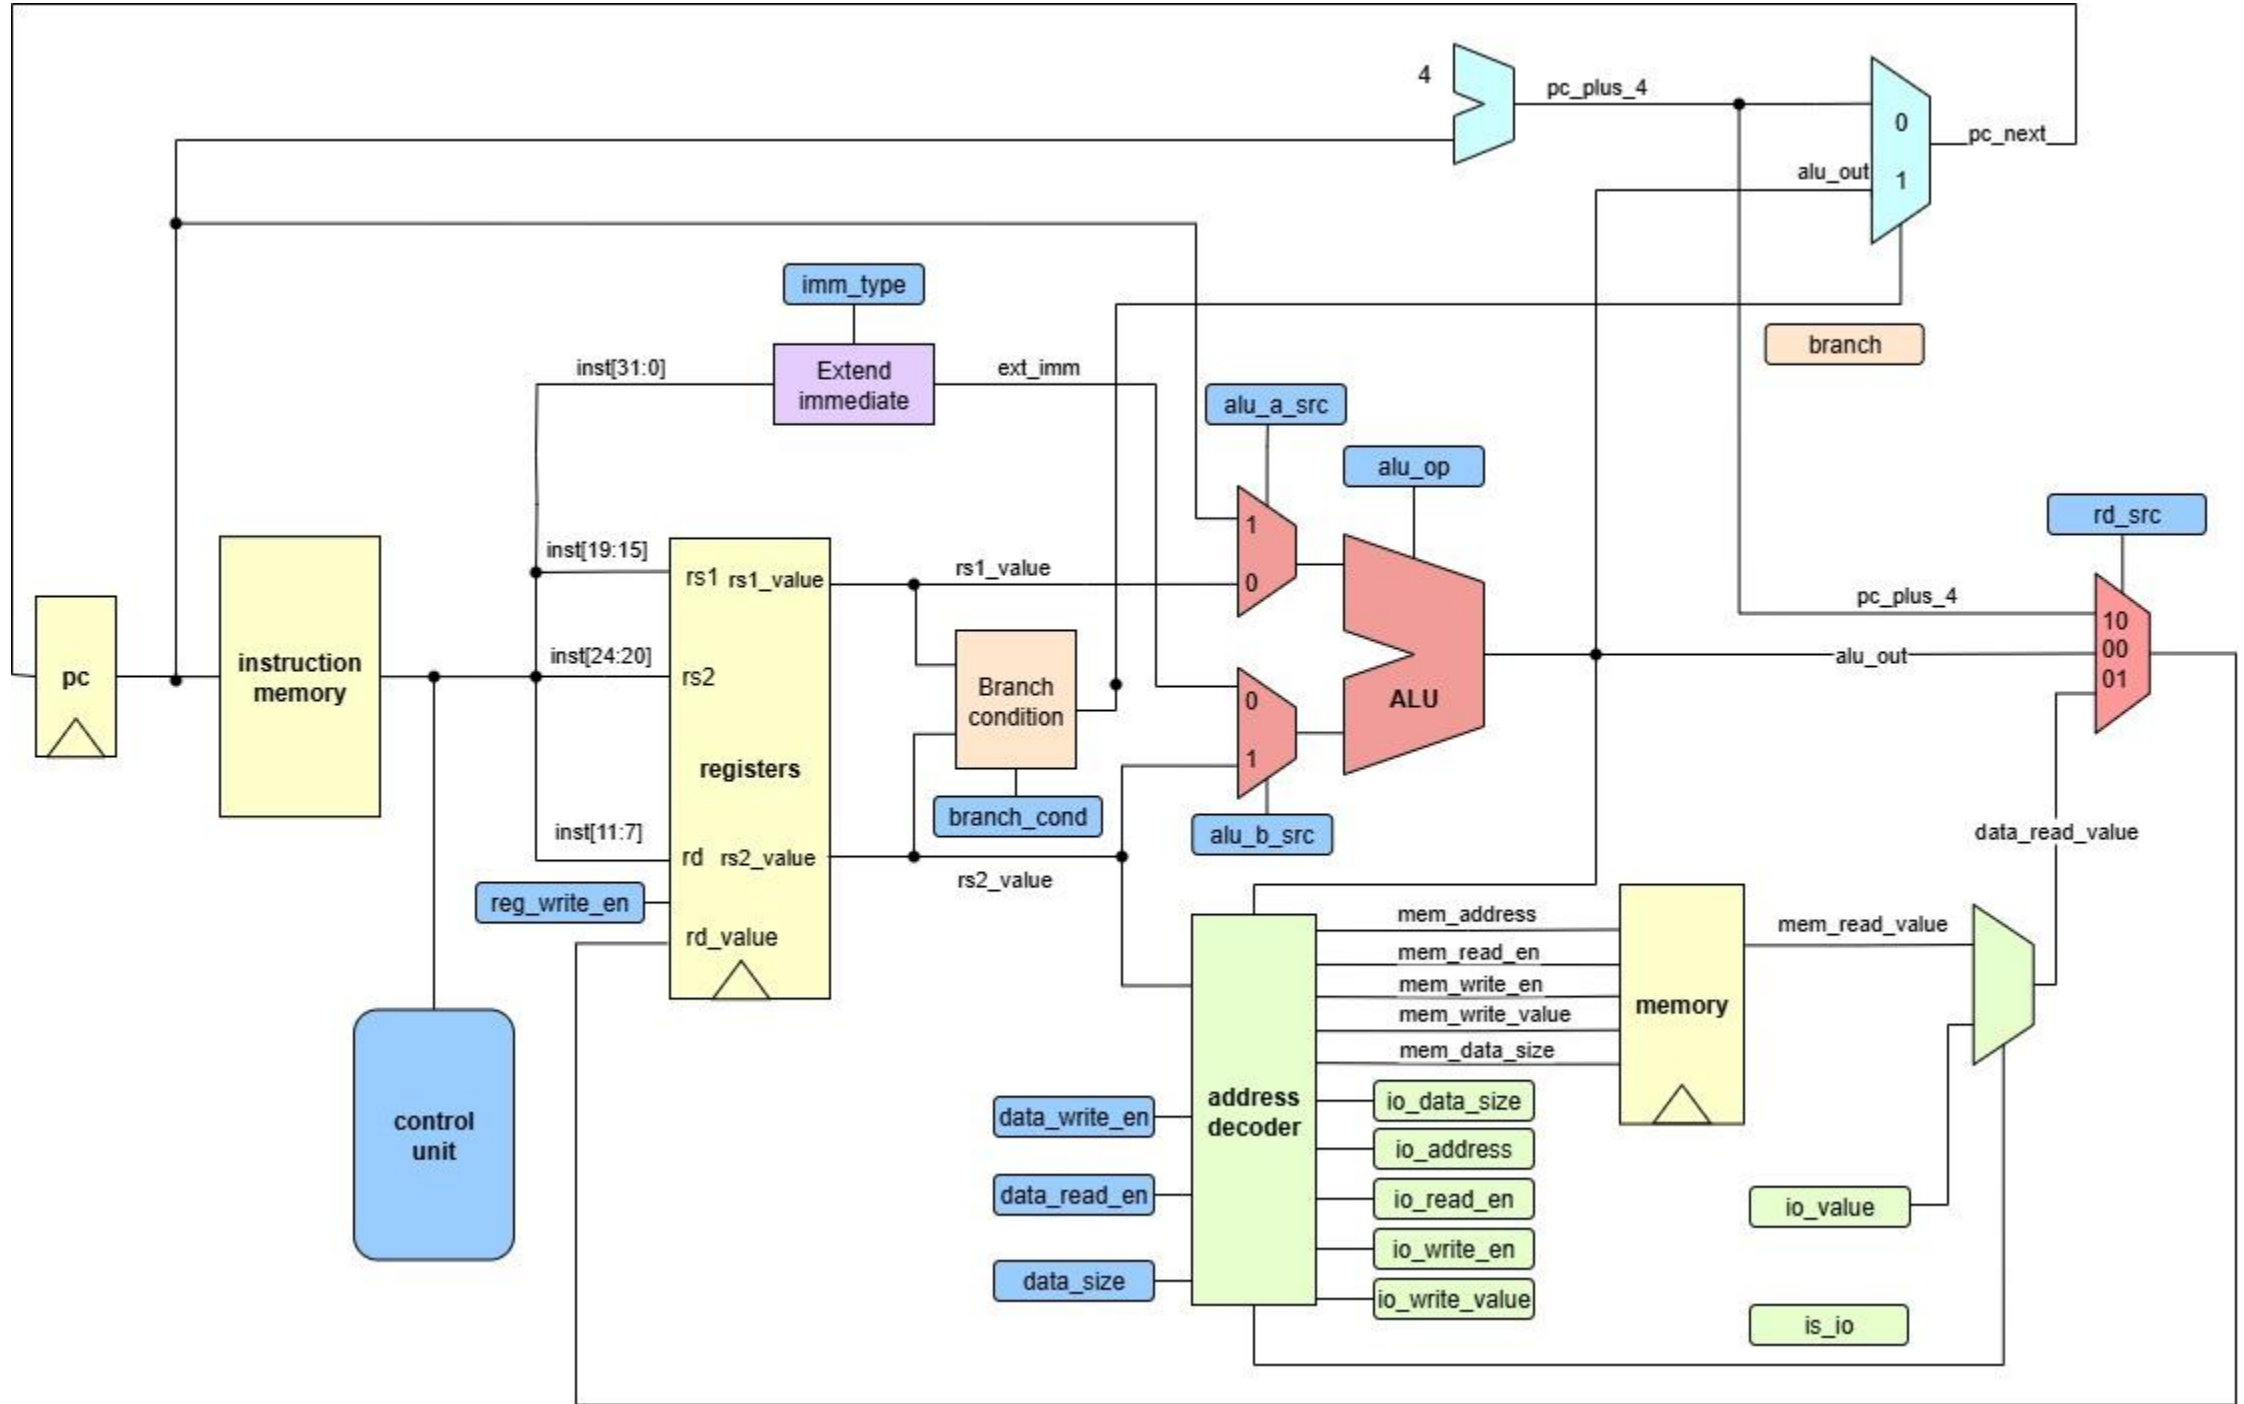 4
pc_plus_4
0
pc_next
alu_out
1
imm_type
branch
inst[31:0]
Extend
immediate
ext_imm
alu_a_src
alu_op
rd_src
1
inst[19:15]
rs1
rs1_value
rs1_value
0
pc_plus_4
10
00
01
alu_out
inst[24:20]
rs2
instruction
memory
pc
Branch
condition
0
ALU
1
registers
branch_cond
alu_b_src
inst[11:7]
rd
rs2_value
rs2_value
data_read_value
reg_write_en
rd_value
mem_address
mem_read_en
mem_write_en
mem_write_value
mem_data_size
mem_read_value
memory
control
unit
address
decoder
data_write_en
data_read_en
data_size
io_data_size
io_address
io_read_en
io_write_en
io_write_value
io_value
is_io